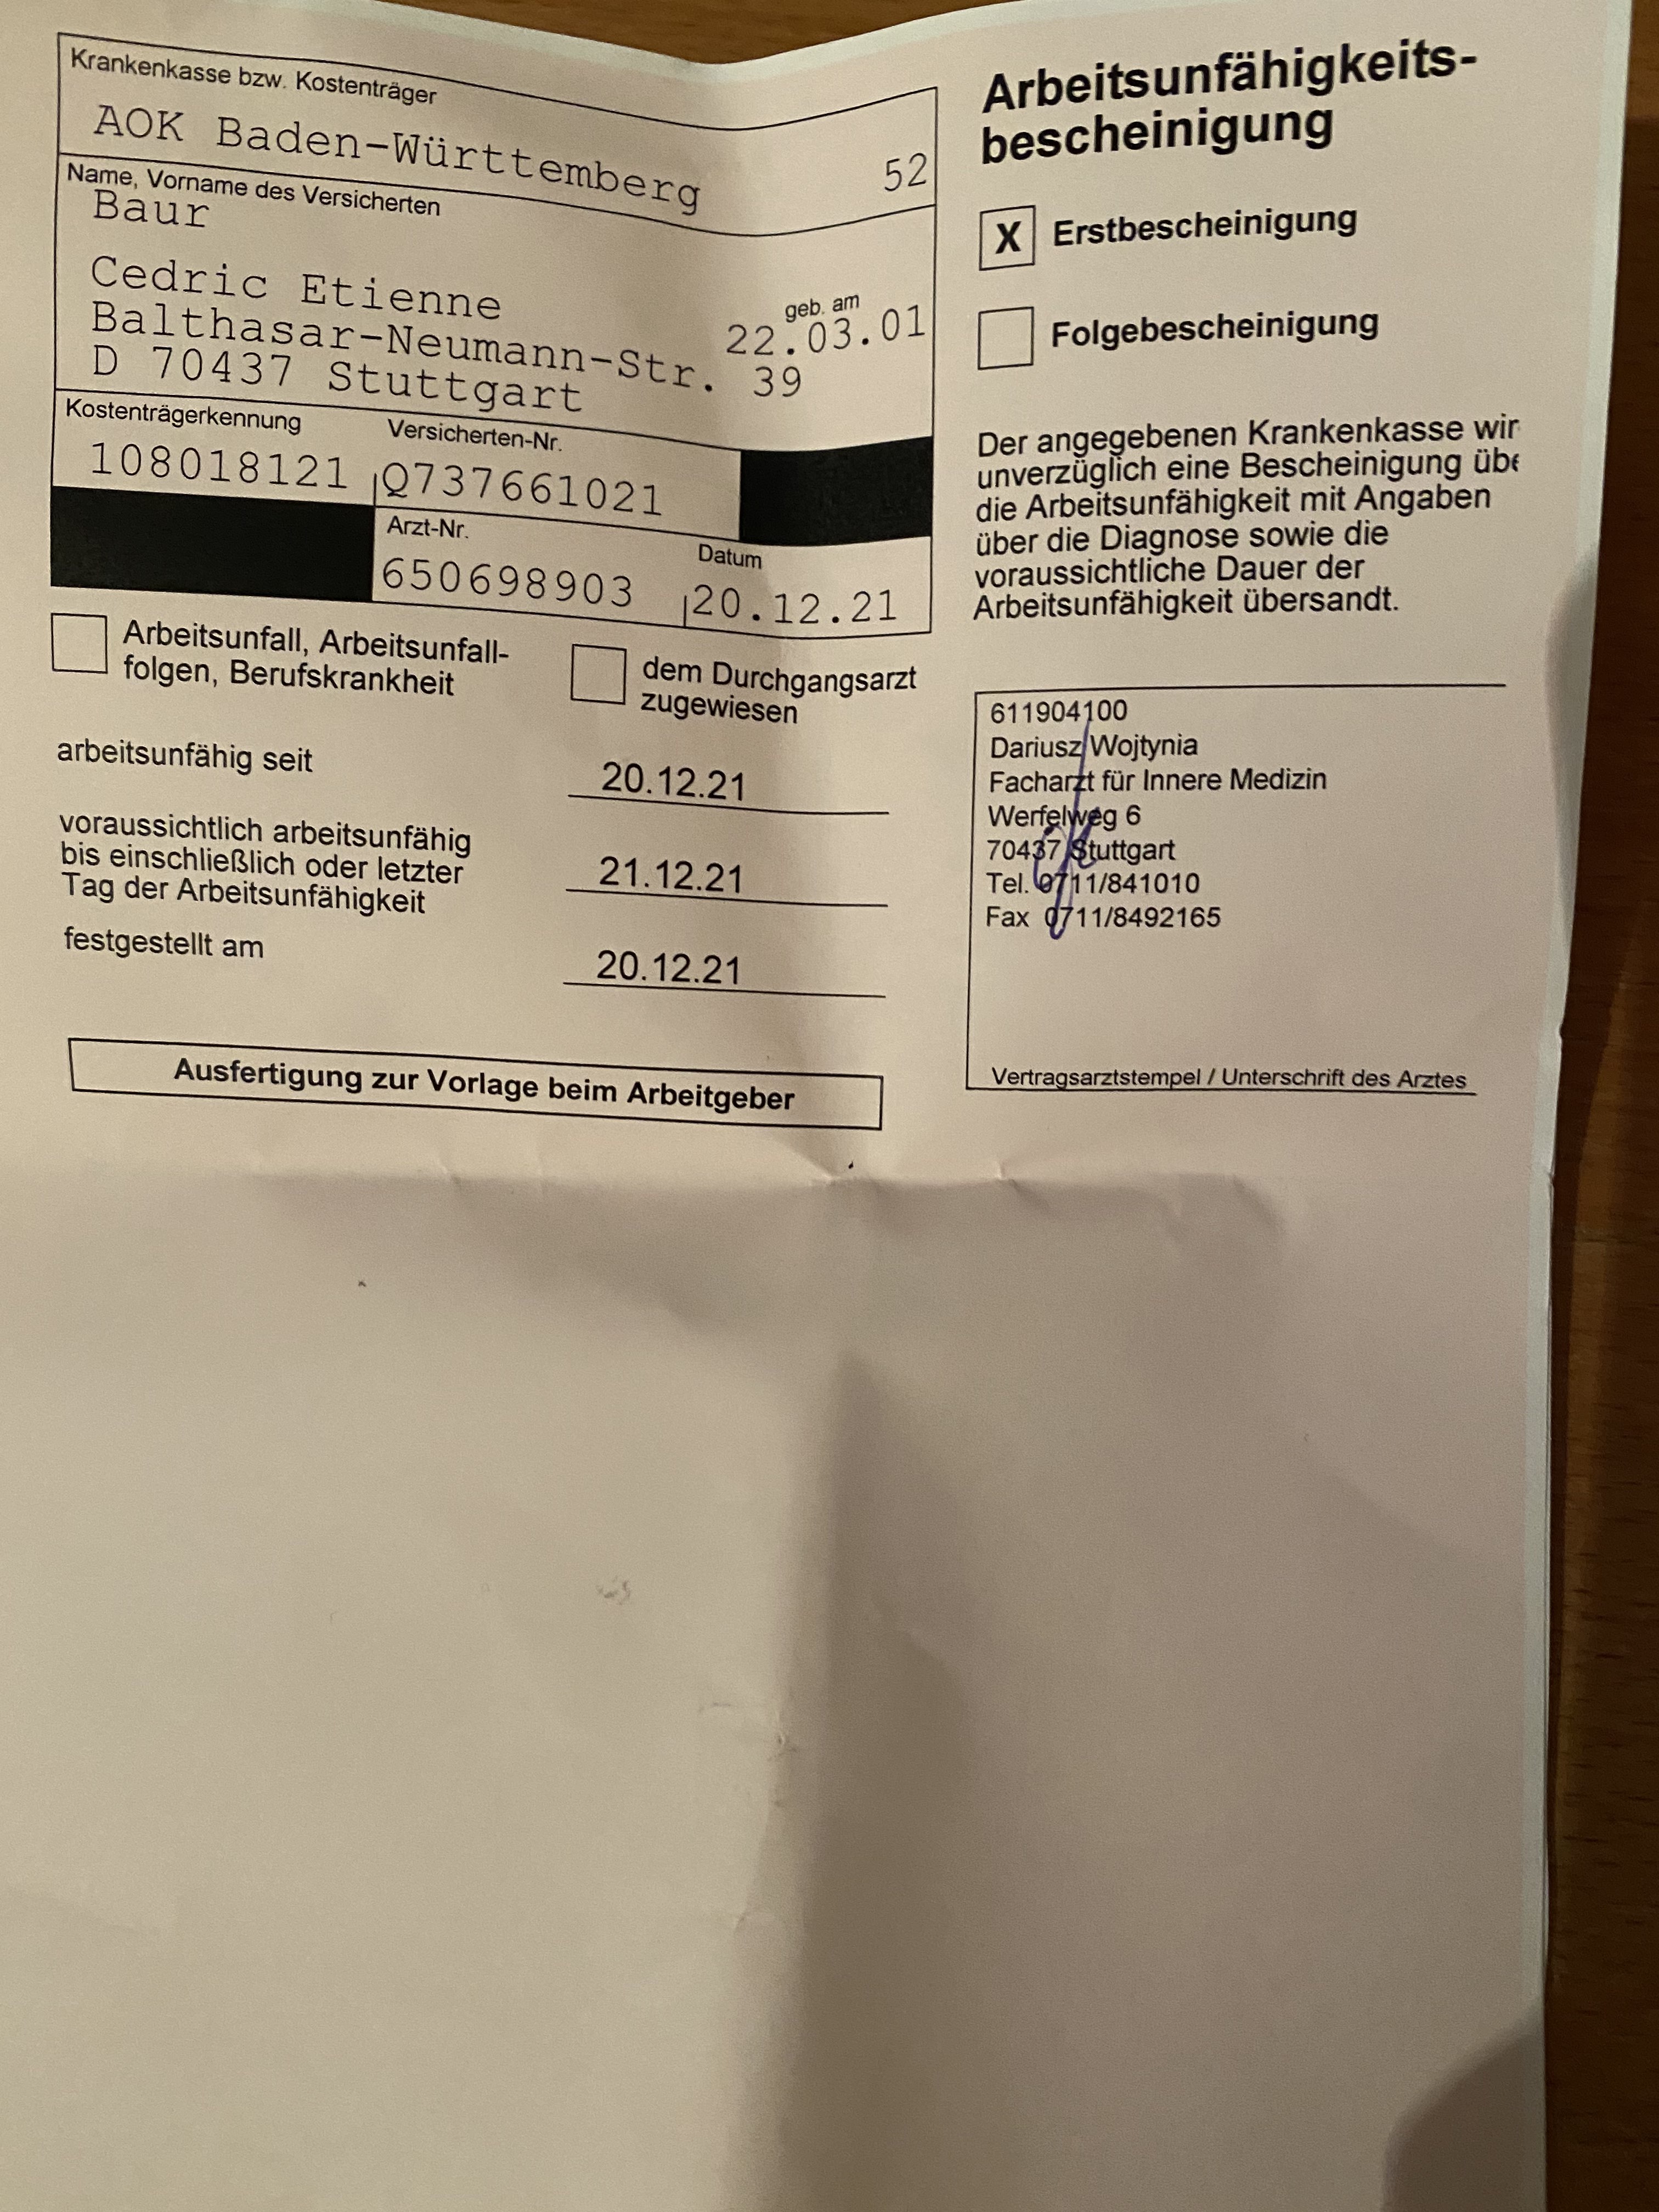 Krankenkasse bzw. Kostenträger
AOK Baden-Württemberg 52
Name, Vorname des Versicherten
Baur
Cedric Etienne
geb. am
Balthasar-Neumann-Str. 39
22.03.01
D 70437 Stuttgart
Kostenträgerkennung Versicherten-Nr.
108018121 Q737661021
Arzt-Nr. Datum
650698903 20.12.21
Arbeitsunfall, Arbeitsunfall-
folgen, Berufskrankheit
dem Durchgangsarzt
zugewiesen
arbeitsunfähig seit 20.12.21
voraussichtlich arbeitsunfähig
bis einschließlich oder letzter
Tag der Arbeitsunfähigkeit 21.12.21
festgestellt am 20.12.21
Ausfertigung zur Vorlage beim Arbeitgeber
Arbeitsunfähigkeits-
bescheinigung
X Erstbescheinigung
Folgebescheinigung
Der angegebenen Krankenkasse wir
unverzüglich eine Bescheinigung übe
die Arbeitsunfähigkeit mit Angaben
über die Diagnose sowie die
voraussichtliche Dauer der
Arbeitsunfähigkeit übersandt.
611904100
Dariusz Wojtynia
Facharzt für Innere Medizin
Werfelweg 6
70437 Stuttgart
Tel. 0711/841010
Fax 0711/8492165
Vertragsarztstempel / Unterschrift des Arztes